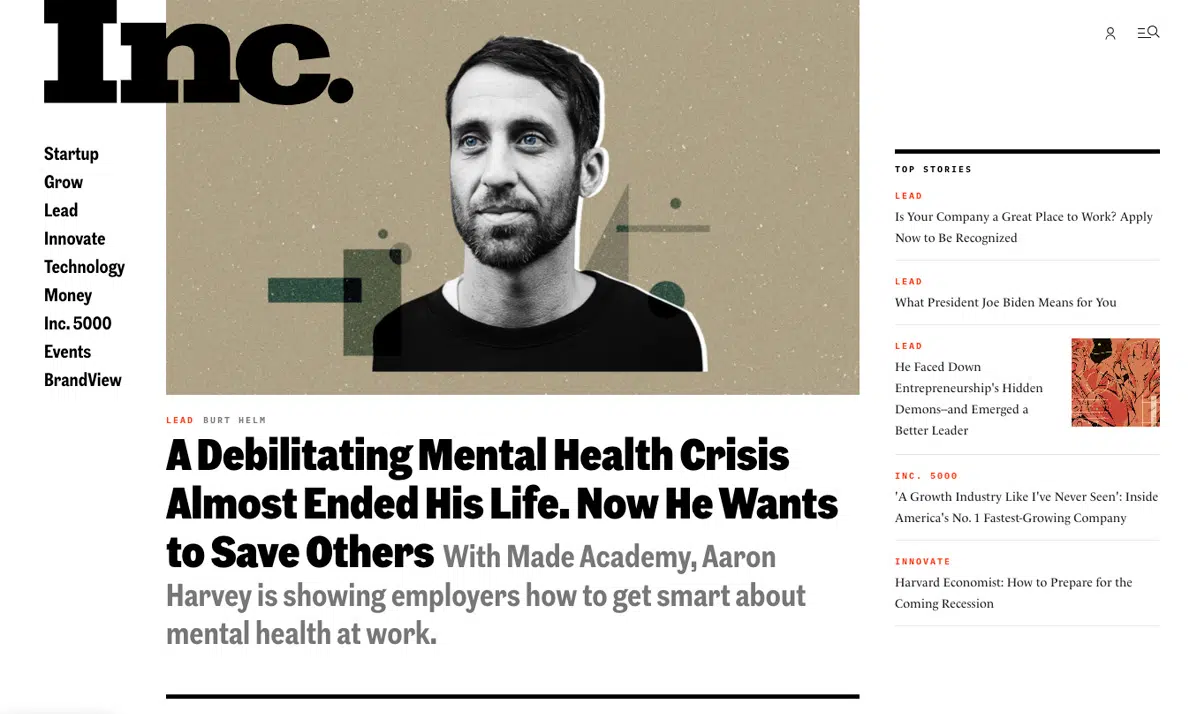 Inc.
Startup
Grow
Lead
Innovate
Technology
Money
Inc. 5000
Events
BrandView
LEAD BURT HELM
A Debilitating Mental Health Crisis
Almost Ended His Life. Now He Wants
to Save Others With Made Academy, Aaron
Harvey is showing employers how to get smart about
mental health at work.
TOP STORIES
LEAD
Is Your Company a Great Place to Work? Apply
Now to Be Recognized
LEAD
What President Joe Biden Means for You
LEAD
He Faced Down
Entrepreneurship's Hidden
Demons–and Emerged a
Better Leader
INC. 5000
'A Growth Industry Like I've Never Seen': Inside
America's No. 1 Fastest-Growing Company
INNOVATE
Harvard Economist: How to Prepare for the
Coming Recession